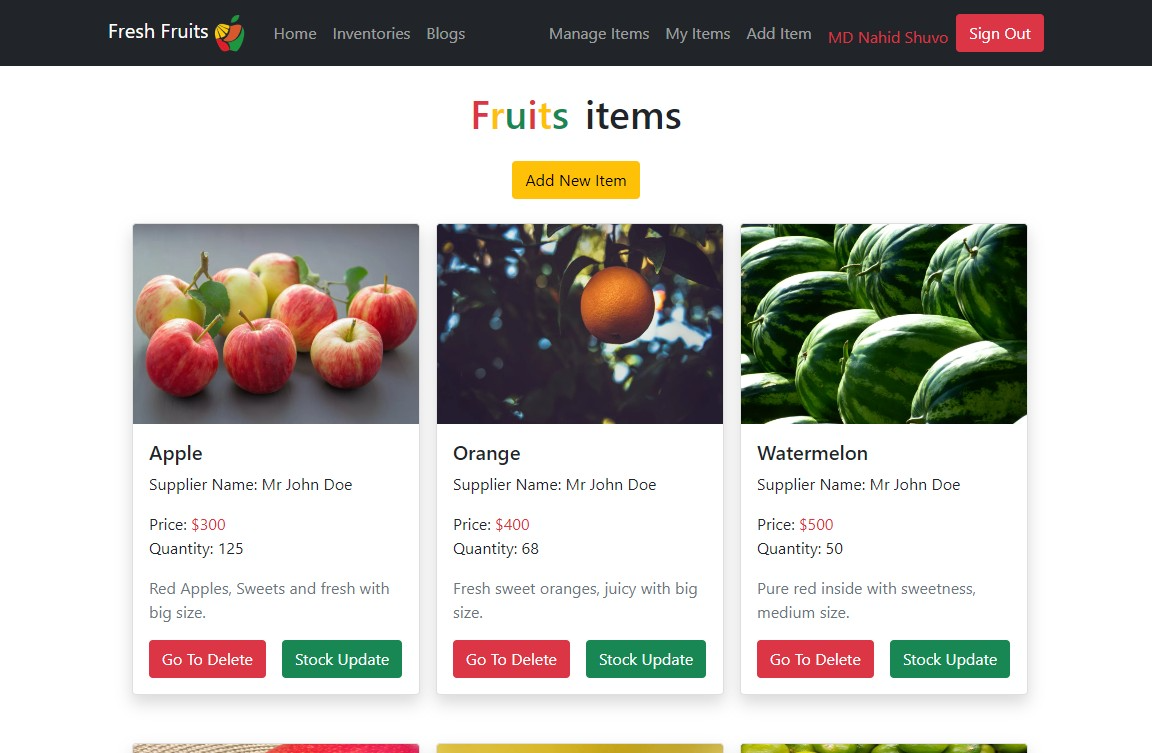 Fresh Fruits Home Inventories Blogs Manage Items My Items Add Item MD Nahid Shuvo Sign Out
Fruits items
Add New Item
Apple
Supplier Name: Mr John Doe
Price: $300
Quantity: 125
Red Apples, Sweets and fresh with
big size.
Go To Delete Stock Update
Orange
Supplier Name: Mr John Doe
Price: $400
Quantity: 68
Fresh sweet oranges, juicy with big
size.
Go To Delete Stock Update
Watermelon
Supplier Name: Mr John Doe
Price: $500
Quantity: 50
Pure red inside with sweetness,
medium size.
Go To Delete Stock Update